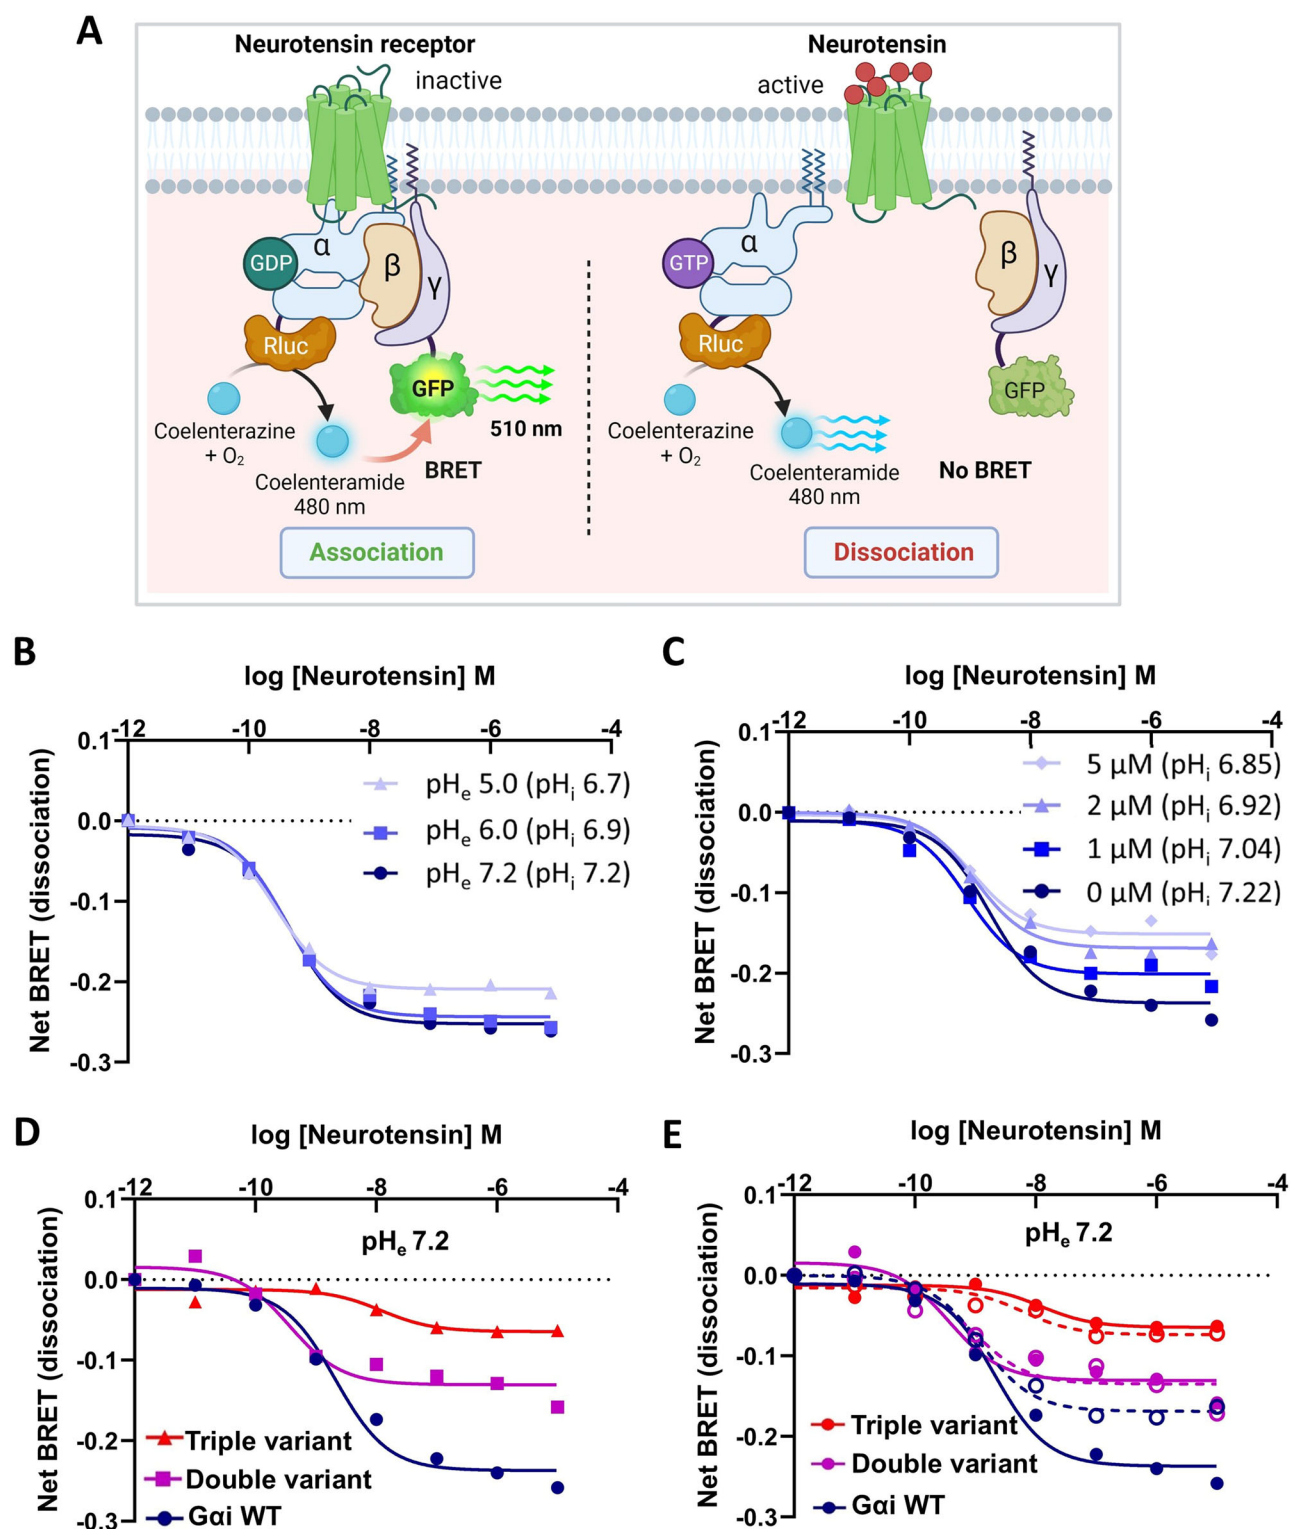 A
Neurotensin receptor
inactive
Neurotensin
active
α
β
γ
GDP
Rluc
GFP
Coelenterazine
+ O₂
Coelenteramide
480 nm
BRET
510 nm
Association
α
β
γ
GTP
Rluc
GFP
Coelenterazine
+ O₂
Coelenteramide
480 nm
No BRET
Dissociation
B
log [Neurotensin] M
-12 -10 -8 -6 -4
0.1
0.0
-0.1
-0.2
-0.3
Net BRET (dissociation)
pHₑ 5.0 (pHᵢ 6.7)
pHₑ 6.0 (pHᵢ 6.9)
pHₑ 7.2 (pHᵢ 7.2)
C
log [Neurotensin] M
-12 -10 -8 -6 -4
0.1
0.0
-0.1
-0.2
-0.3
Net BRET (dissociation)
5 µM (pHᵢ 6.85)
2 µM (pHᵢ 6.92)
1 µM (pHᵢ 7.04)
0 µM (pHᵢ 7.22)
D
log [Neurotensin] M
-12 -10 -8 -6 -4
0.1
0.0
-0.1
-0.2
-0.3
Net BRET (dissociation)
pHₑ 7.2
Triple variant
Double variant
Gαi WT
E
log [Neurotensin] M
-12 -10 -8 -6 -4
0.1
0.0
-0.1
-0.2
-0.3
Net BRET (dissociation)
pHₑ 7.2
Triple variant
Double variant
Gαi WT